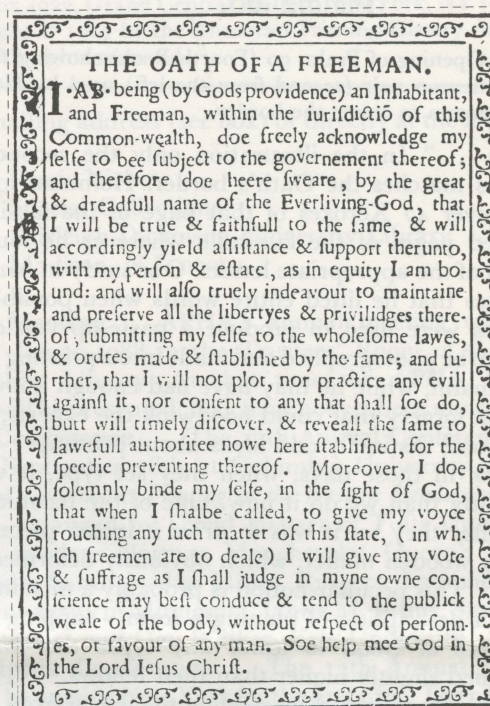 THE OATH OF A FREEMAN.
I·AB·being (by Gods providence) an Inhabitant,
and Freeman, within the iuriſdictiō of this
Common-wealth, doe freely acknowledge my
ſelfe to bee ſubject to the governement thereof;
and therefore doe heere ſweare, by the great
& dreadfull name of the Everliving-God, that
I will be true & faithfull to the ſame, & will
accordingly yield aſſiſtance & ſupport therunto,
with my perſon & eſtate, as in equity I am bo-
und: and will alſo truely indeavour to maintaine
and preſerve all the libertyes & privilidges there-
of, ſubmitting my ſelfe to the wholeſome lawes,
& ordres made & ſtabliſhed by the ſame; and fu-
rther, that I will not plot, nor practice any evill
againſt it, nor conſent to any that ſhall ſoe do,
butt will timely diſcover, & reveall the ſame to
lawefull authoritee nowe here ſtabliſhed, for the
ſpeedie preventing thereof. Moreover, I doe
ſolemnly binde my ſelfe, in the ſight of God,
that when I ſhalbe called, to give my voyce
touching any ſuch matter of this ſtate, (in wh-
ich freemen are to deale) I will give my vote
& ſuffrage as I ſhall judge in myne owne con-
ſcience may beſt conduce & tend to the publick
weale of the body, without reſpect of perſonn-
es, or favour of any man. Soe help mee God in
the Lord Ieſus Chriſt.